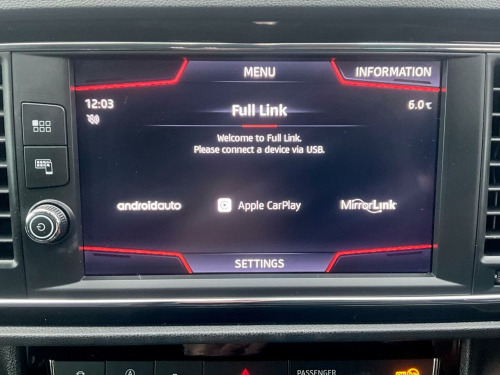 MENU
INFORMATION
12:03
Full Link
6.0℃
Welcome to Full Link.
Please connect a device via USB.
androidauto
Apple CarPlay
MirrorLink
SETTINGS
PASSENGER